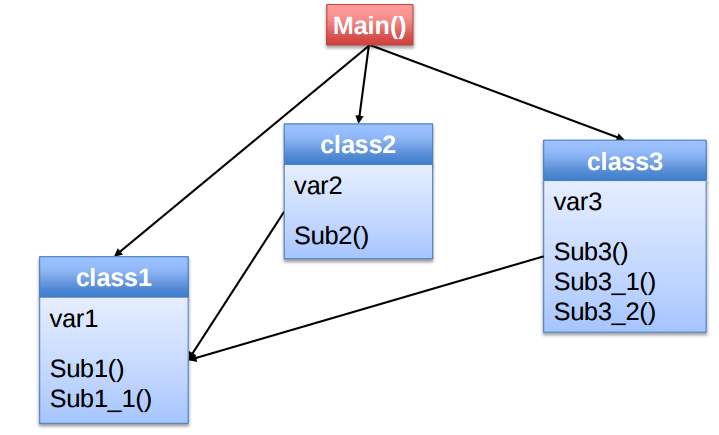 Main()
class2
var2
Sub2()
class3
var3
Sub3()
Sub3_1()
Sub3_2()
class1
var1
Sub1()
Sub1_1()